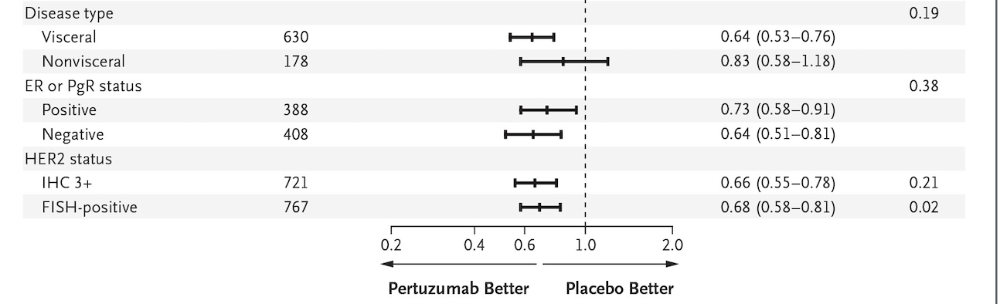 Disease type 0.19
Visceral 630 0.64 (0.53–0.76)
Nonvisceral 178 0.83 (0.58–1.18)
ER or PgR status 0.38
Positive 388 0.73 (0.58–0.91)
Negative 408 0.64 (0.51–0.81)
HER2 status
IHC 3+ 721 0.66 (0.55–0.78) 0.21
FISH-positive 767 0.68 (0.58–0.81) 0.02
0.2 0.4 0.6 1.0 2.0
Pertuzumab Better Placebo Better